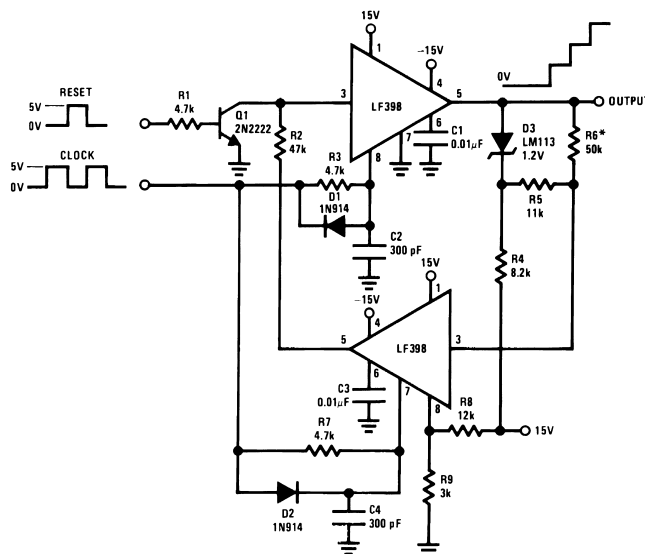 RESET
5V
0V
R1
4.7k
Q1
2N2222
R2
47k
CLOCK
5V
0V
R3
4.7k
D1
1N914
C2
300 pF
15V
1
-15V
4
3
LF398
5
6
7
8
C1
0.01μF
0V
OUTPUT
D3
LM113
1.2V
R6*
50k
R5
11k
R4
8.2k
15V
1
-15V
4
5
LF398
3
6
7
8
C3
0.01μF
R8
12k
15V
R7
4.7k
R9
3k
D2
1N914
C4
300 pF